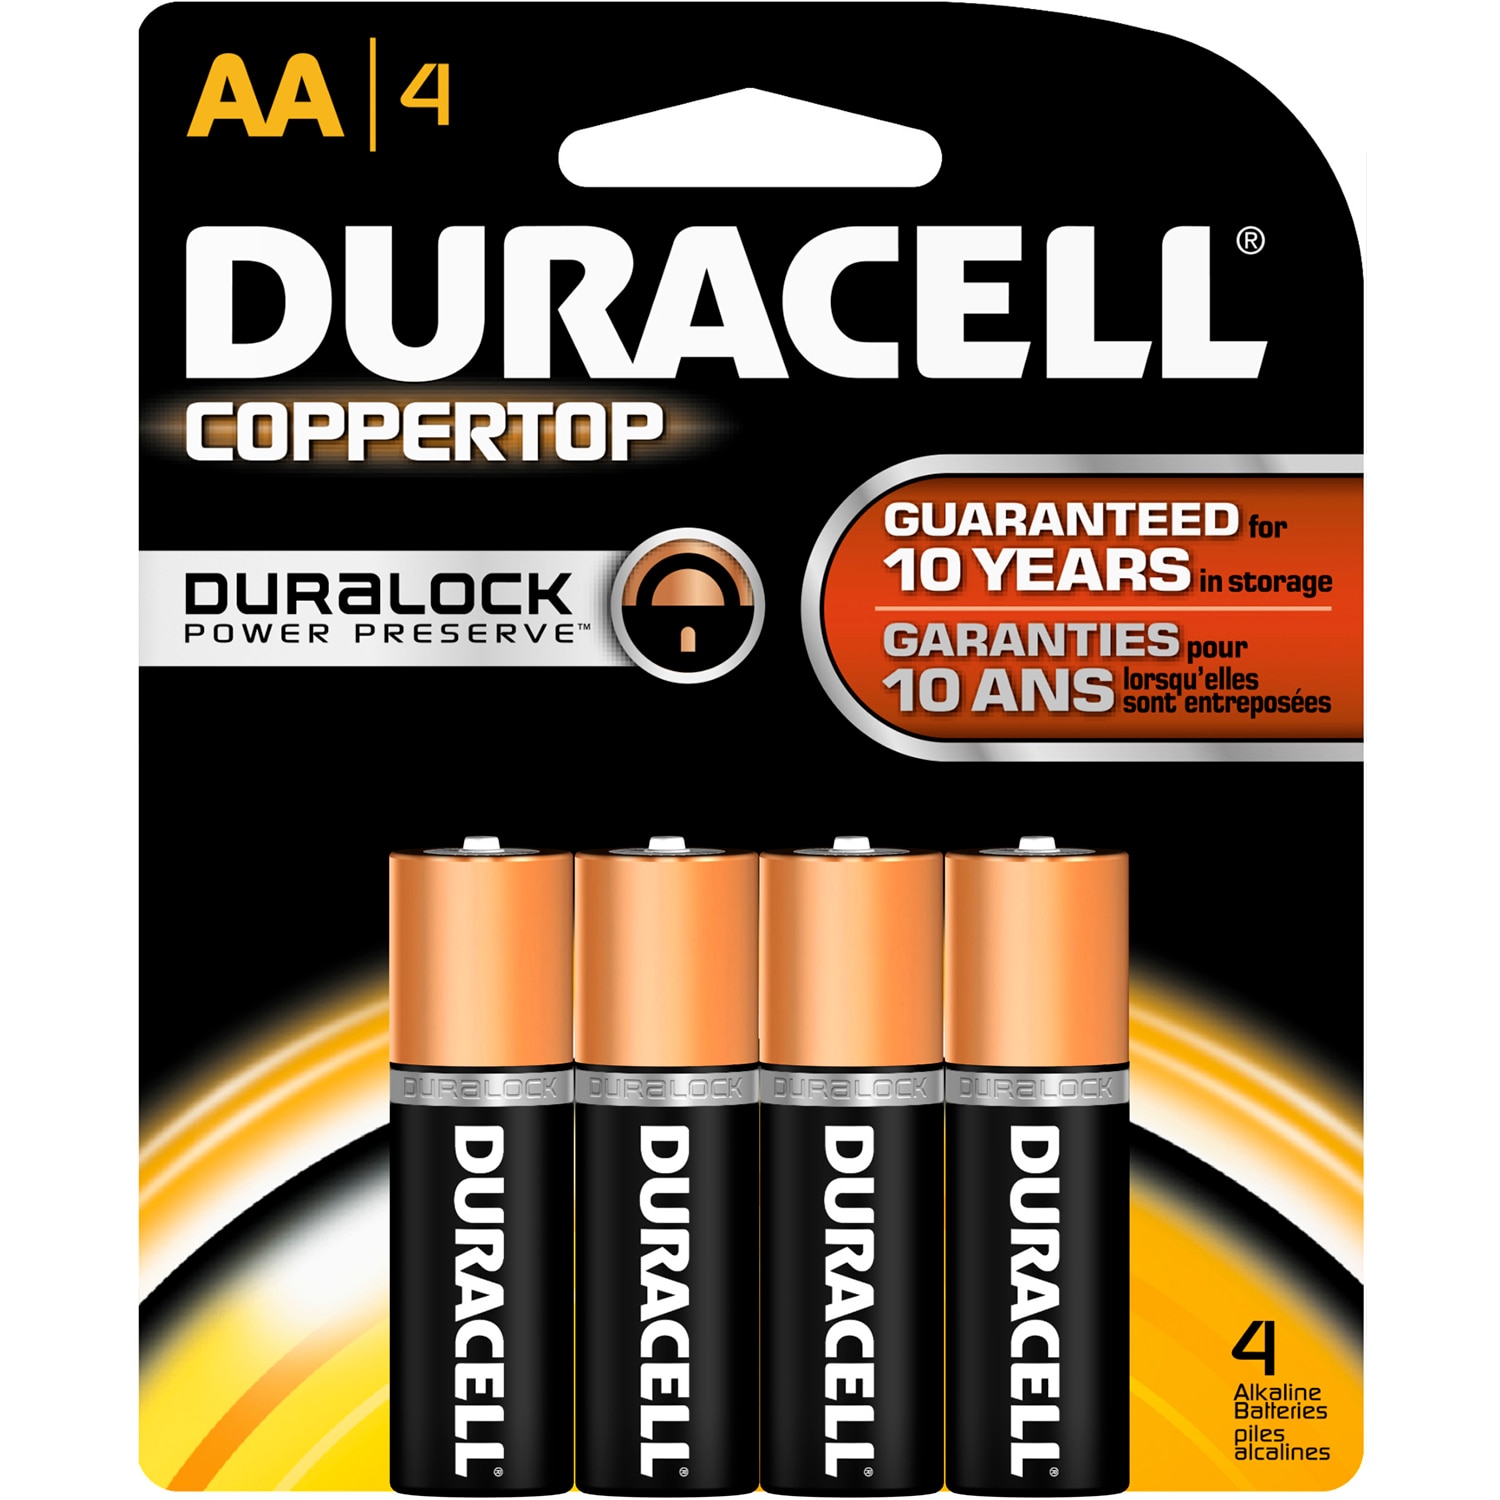 AA 4
DURACELL®
COPPERTOP
DURALOCK
POWER PRESERVE™
GUARANTEED for
10 YEARS in storage
GARANTIES pour
10 ANS lorsqu'elles
sont entreposées
DURALOCK DURALOCK DURALOCK DURALOCK
DURACELL®
DURACELL®
DURACELL®
DURACELL®
4
Alkaline
Batteries
piles
alcalines